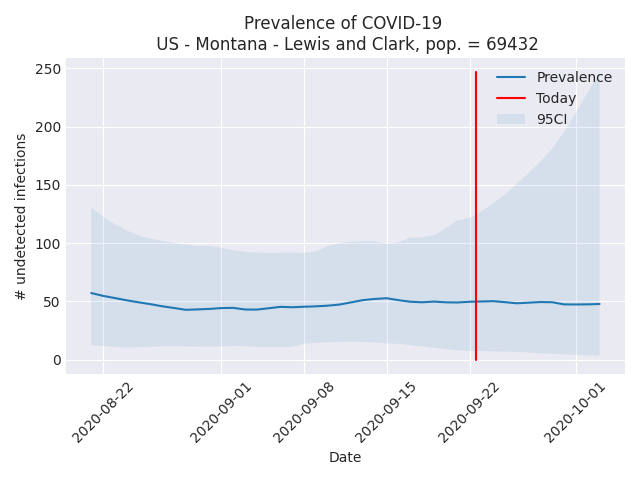 Prevalence of COVID-19
US - Montana - Lewis and Clark, pop. = 69432
250
200
150
100
50
0
# undetected infections
Prevalence
Today
95CI
2020-08-22
2020-09-01
2020-09-08
2020-09-15
2020-09-22
2020-10-01
Date